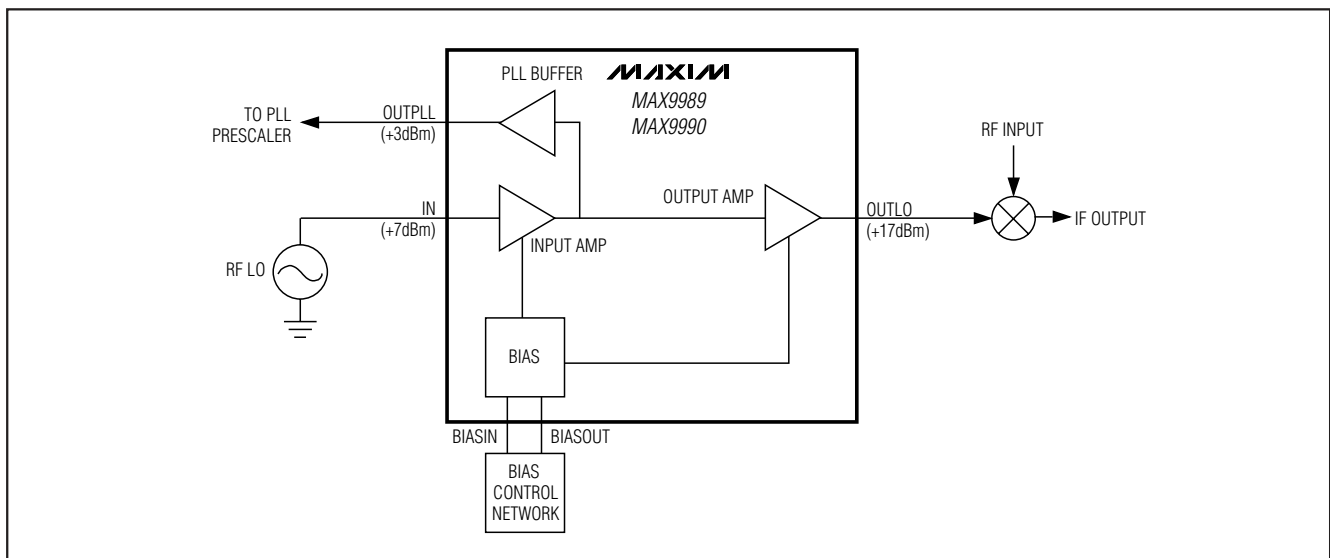 PLL BUFFER
MAXIM
MAX9989
MAX9990
TO PLL
PRESCALER
OUTPLL
(+3dBm)
RF INPUT
IN
(+7dBm)
INPUT AMP
OUTPUT AMP
OUTLO
(+17dBm)
IF OUTPUT
RF LO
BIAS
BIASIN
BIASOUT
BIAS
CONTROL
NETWORK